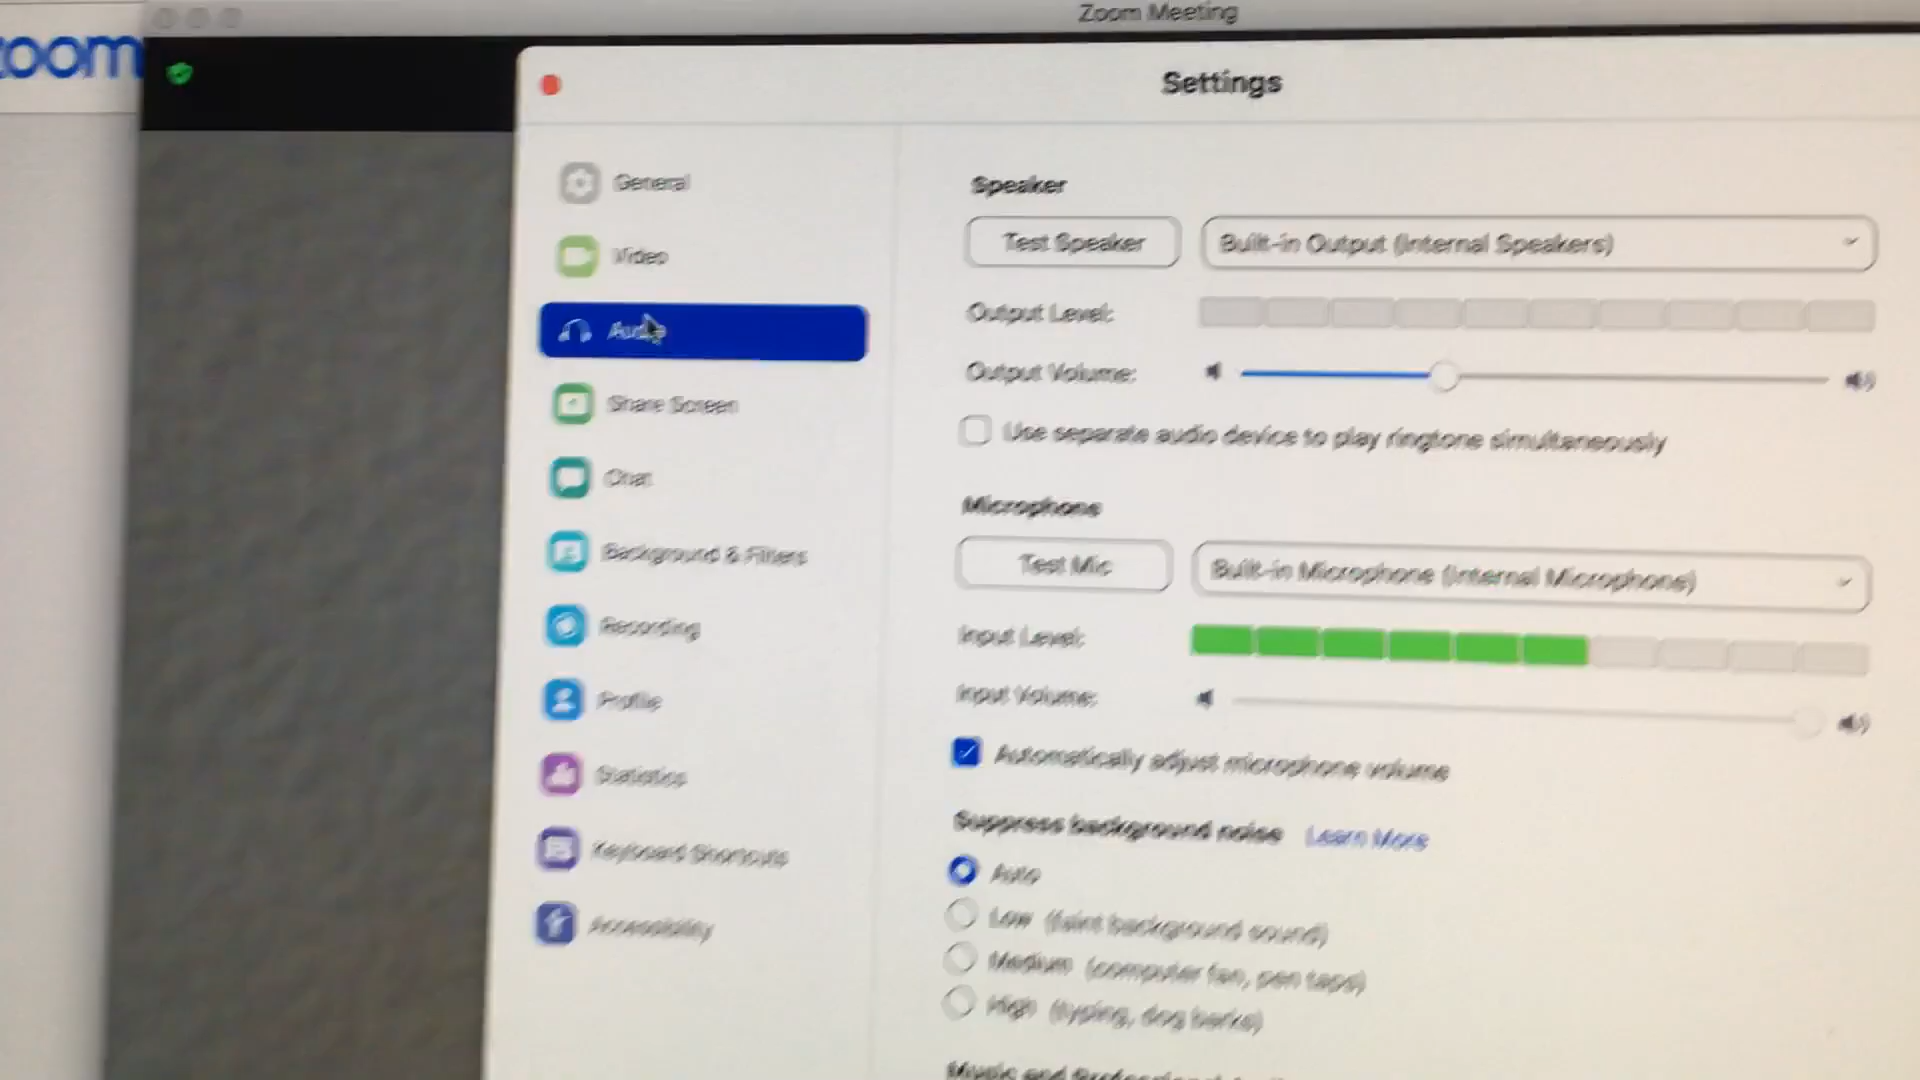 Zoom Meeting
zoom
Settings
General
Video
Audio
Share Screen
Chat
Background & Filters
Recording
Profile
Statistics
Keyboard Shortcuts
Accessibility
Speaker
Test Speaker
Built-in Output (Internal Speakers)
Output Level:
Output Volume:
Use separate audio device to play ringtone simultaneously
Microphone
Test Mic
Built-in Microphone (Internal Microphone)
Input Level:
Input Volume:
Automatically adjust microphone volume
Suppress background noise Learn More
Auto
Low (faint background sound)
Medium (computer fan, pen taps)
High (typing, dog barks)
Music and Professional